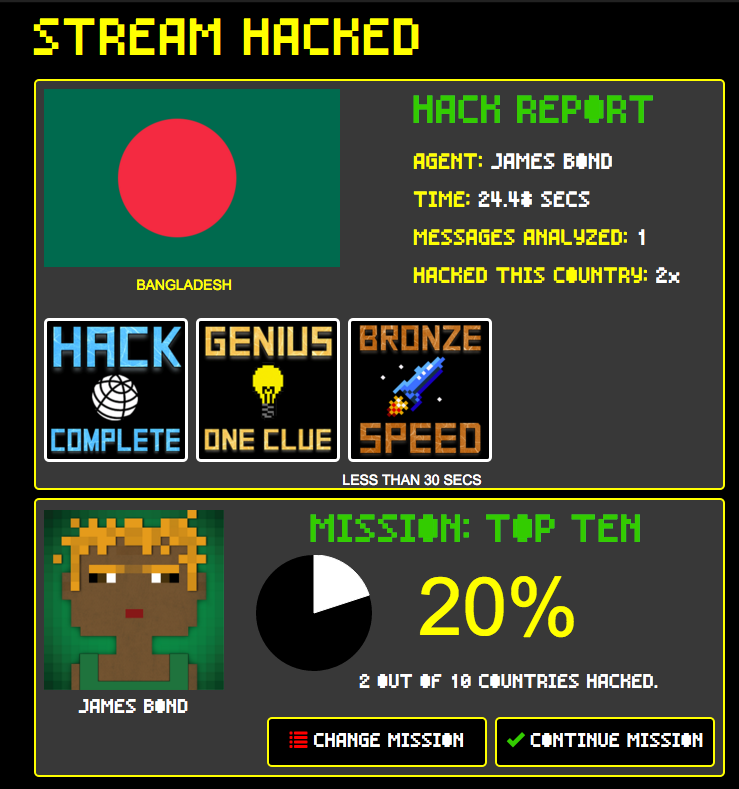 STREAM HACKED
HACK REPORT
AGENT: JAMES BOND
TIME: 24.48 SECS
MESSAGES ANALYZED: 1
HACKED THIS COUNTRY: 2x
BANGLADESH
HACK
COMPLETE
GENIUS
ONE CLUE
BRONZE
SPEED
LESS THAN 30 SECS
MISSION: TOP TEN
20%
2 OUT OF 10 COUNTRIES HACKED.
JAMES BOND
CHANGE MISSION
CONTINUE MISSION